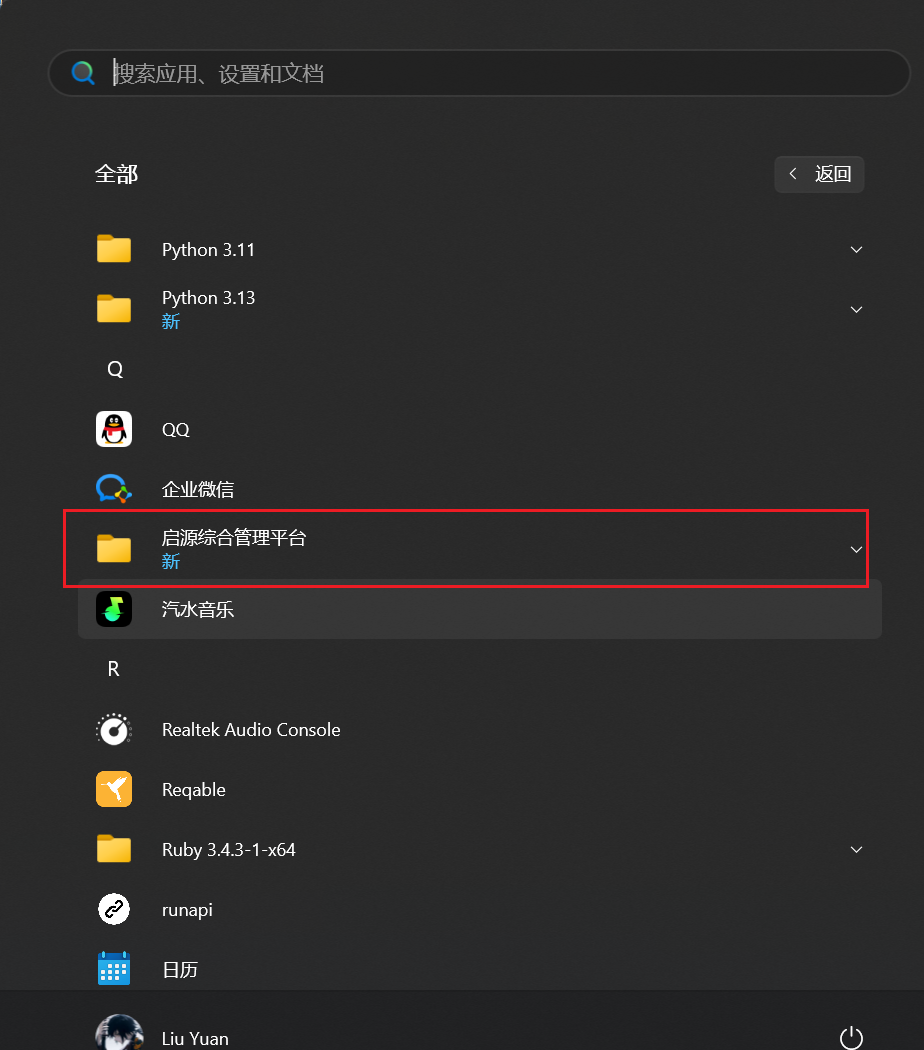 搜索应用、设置和文档
全部
返回
Python 3.11
Python 3.13
新
Q
QQ
企业微信
启源综合管理平台
新
汽水音乐
R
Realtek Audio Console
Reqable
Ruby 3.4.3-1-x64
runapi
日历
Liu Yuan